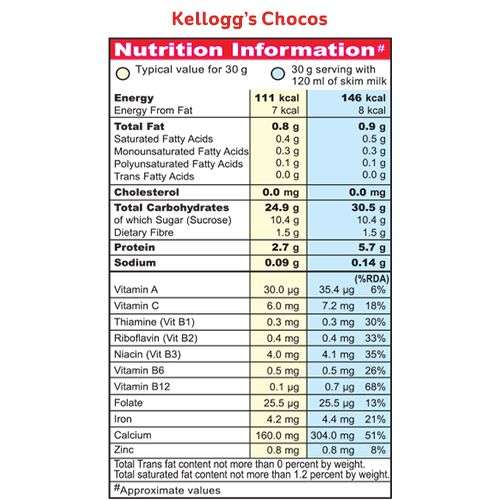 Kellogg's Chocos
Nutrition Information#
Typical value for 30 g 30 g serving with
120 ml of skim milk
Energy 111 kcal 146 kcal
Energy From Fat 7 kcal 8 kcal
Total Fat 0.8 g 0.9 g
Saturated Fatty Acids 0.4 g 0.5 g
Monounsaturated Fatty Acids 0.3 g 0.3 g
Polyunsaturated Fatty Acids 0.1 g 0.1 g
Trans Fatty Acids 0.0 g 0.0 g
Cholesterol 0.0 mg 0.0 mg
Total Carbohydrates 24.9 g 30.5 g
of which Sugar (Sucrose) 10.4 g 10.4 g
Dietary Fibre 1.5 g 1.5 g
Protein 2.7 g 5.7 g
Sodium 0.09 g 0.14 g
(%RDA)
Vitamin A 30.0 µg 35.4 µg 6%
Vitamin C 6.0 mg 7.2 mg 18%
Thiamine (Vit B1) 0.3 mg 0.3 mg 30%
Riboflavin (Vit B2) 0.4 mg 0.4 mg 33%
Niacin (Vit B3) 4.0 mg 4.1 mg 35%
Vitamin B6 0.5 mg 0.5 mg 26%
Vitamin B12 0.1 µg 0.7 µg 68%
Folate 25.5 µg 25.5 µg 13%
Iron 4.2 mg 4.4 mg 21%
Calcium 160.0 mg 304.0 mg 51%
Zinc 0.8 mg 0.8 mg 8%
Total Trans fat content not more than 0 percent by weight.
Total saturated fat content not more than 1.2 percent by weight.
#Approximate values